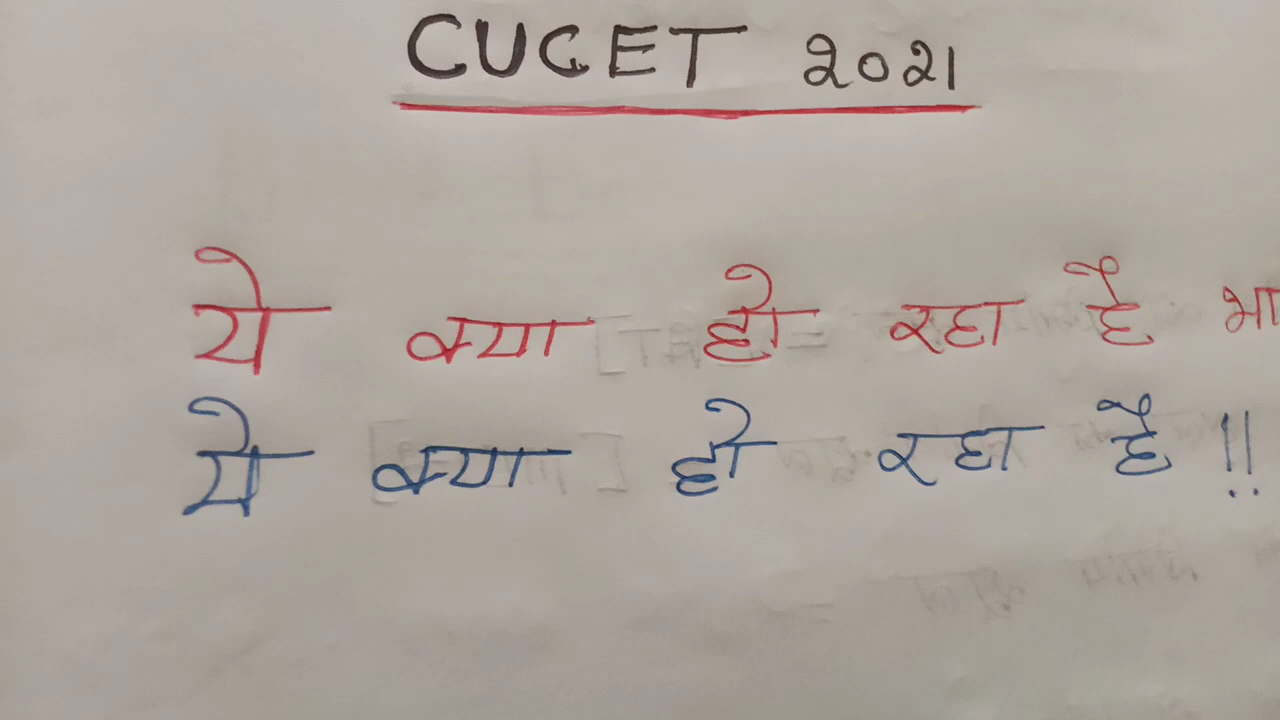 CUCET 2021
ये क्या हो रहा है
ये क्या हो रहा है !!